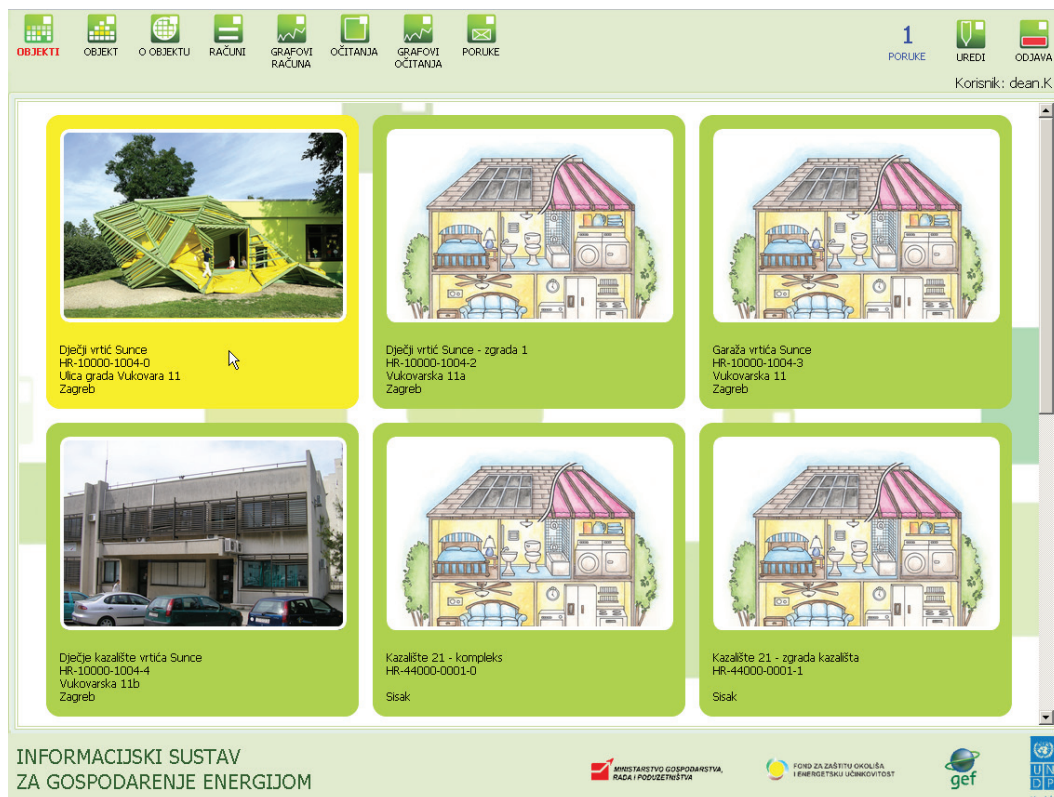 OBJEKTI
OBJEKT
O OBJEKTU
RAČUNI
GRAFOVI
RAČUNA
OČITANJA
GRAFOVI
OČITANJA
PORUKE
1
PORUKE
UREDI
ODJAVA
Korisnik: dean.K
Dječji vrtić Sunce
HR-10000-1004-0
Ulica grada Vukovara 11
Zagreb
Dječji vrtić Sunce - zgrada 1
HR-10000-1004-2
Vukovarska 11a
Zagreb
Garaža vrtića Sunce
HR-10000-1004-3
Vukovarska 11
Zagreb
Dječje kazalište vrtića Sunce
HR-10000-1004-4
Vukovarska 11b
Zagreb
Kazalište 21 - kompleks
HR-44000-0001-0
Sisak
Kazalište 21 - zgrada kazališta
HR-44000-0001-1
Sisak
INFORMACIJSKI SUSTAV
ZA GOSPODARENJE ENERGIJOM
MINISTARSTVO GOSPODARSTVA,
RADA I PODUZETNIŠTVA
FOND ZA ZAŠTITU OKOLIŠA
I ENERGETSKU UČINKOVITOST
gef
U N
D P